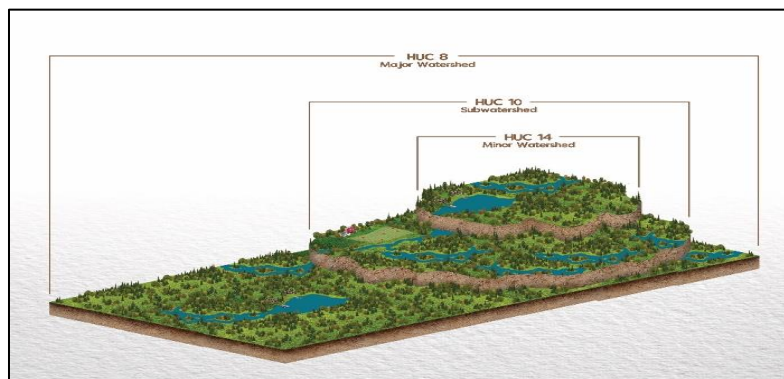 HUC 8
Major Watershed
HUC 10
Subwatershed
HUC 14
Minor Watershed